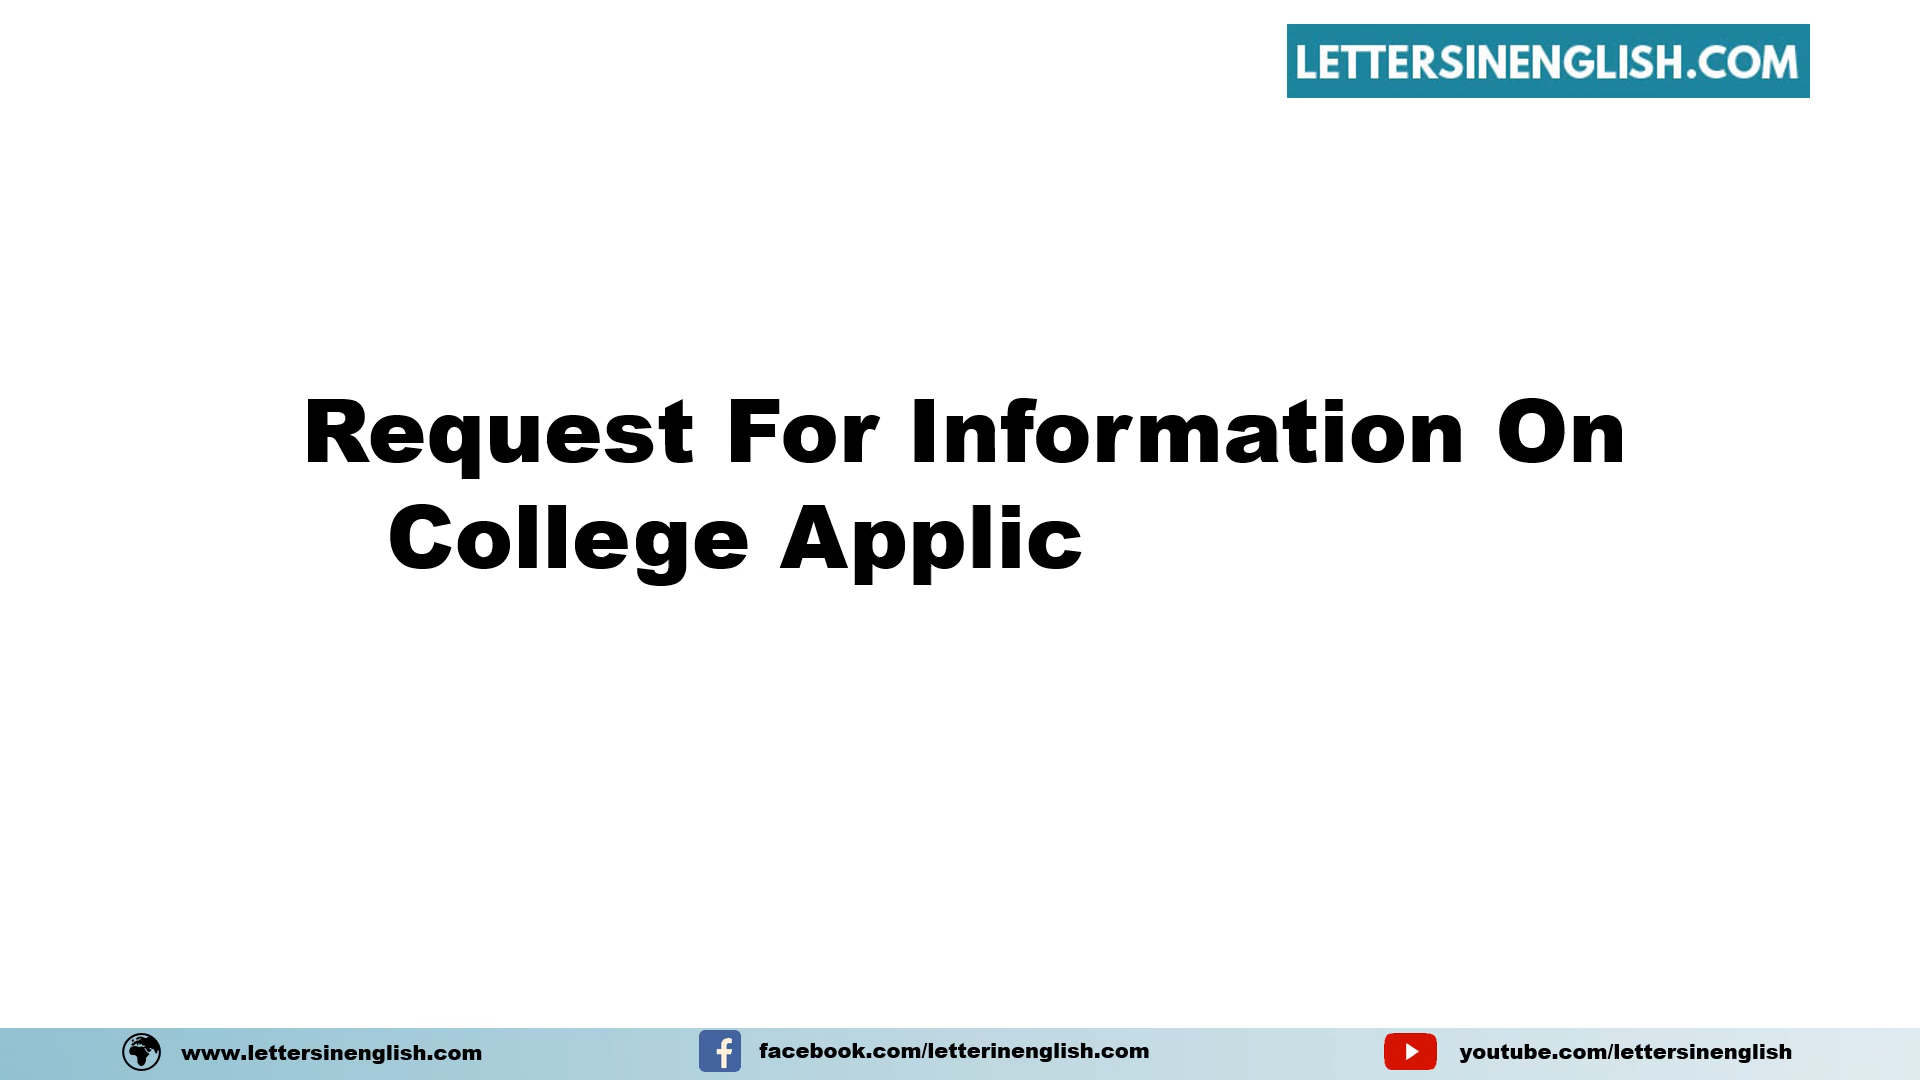 LETTERSINENGLISH.COM
Request For Information On
College Applic
www.lettersinenglish.com
facebook.com/letterinenglish.com
youtube.com/lettersinenglish